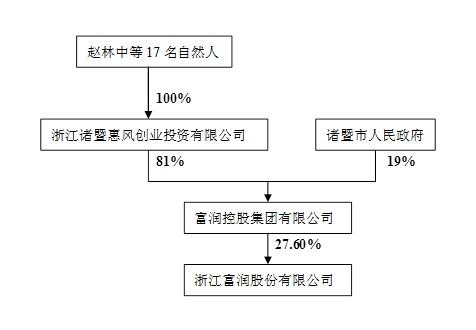 赵林中等 17 名自然人
100%
浙江诸暨惠风创业投资有限公司
诸暨市人民政府
81%
19%
富润控股集团有限公司
27.60%
浙江富润股份有限公司